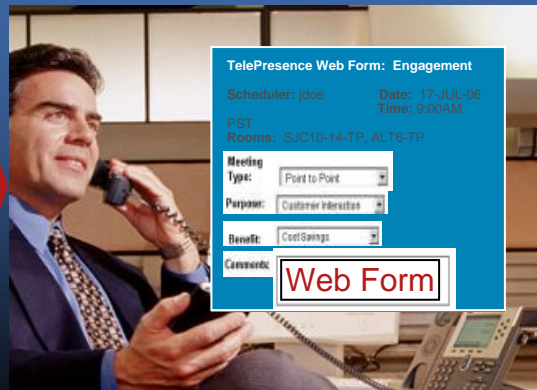 TelePresence Web Form: Engagement
Scheduler: jdoe Date: 17-JUL-06
Time: 9:00AM
PST
Rooms: SJC10-14-TP, ALT6-TP
Meeting
Type: Point to Point
Purpose: Customer Interaction
Benefit: Cost Savings
Comments: Web Form